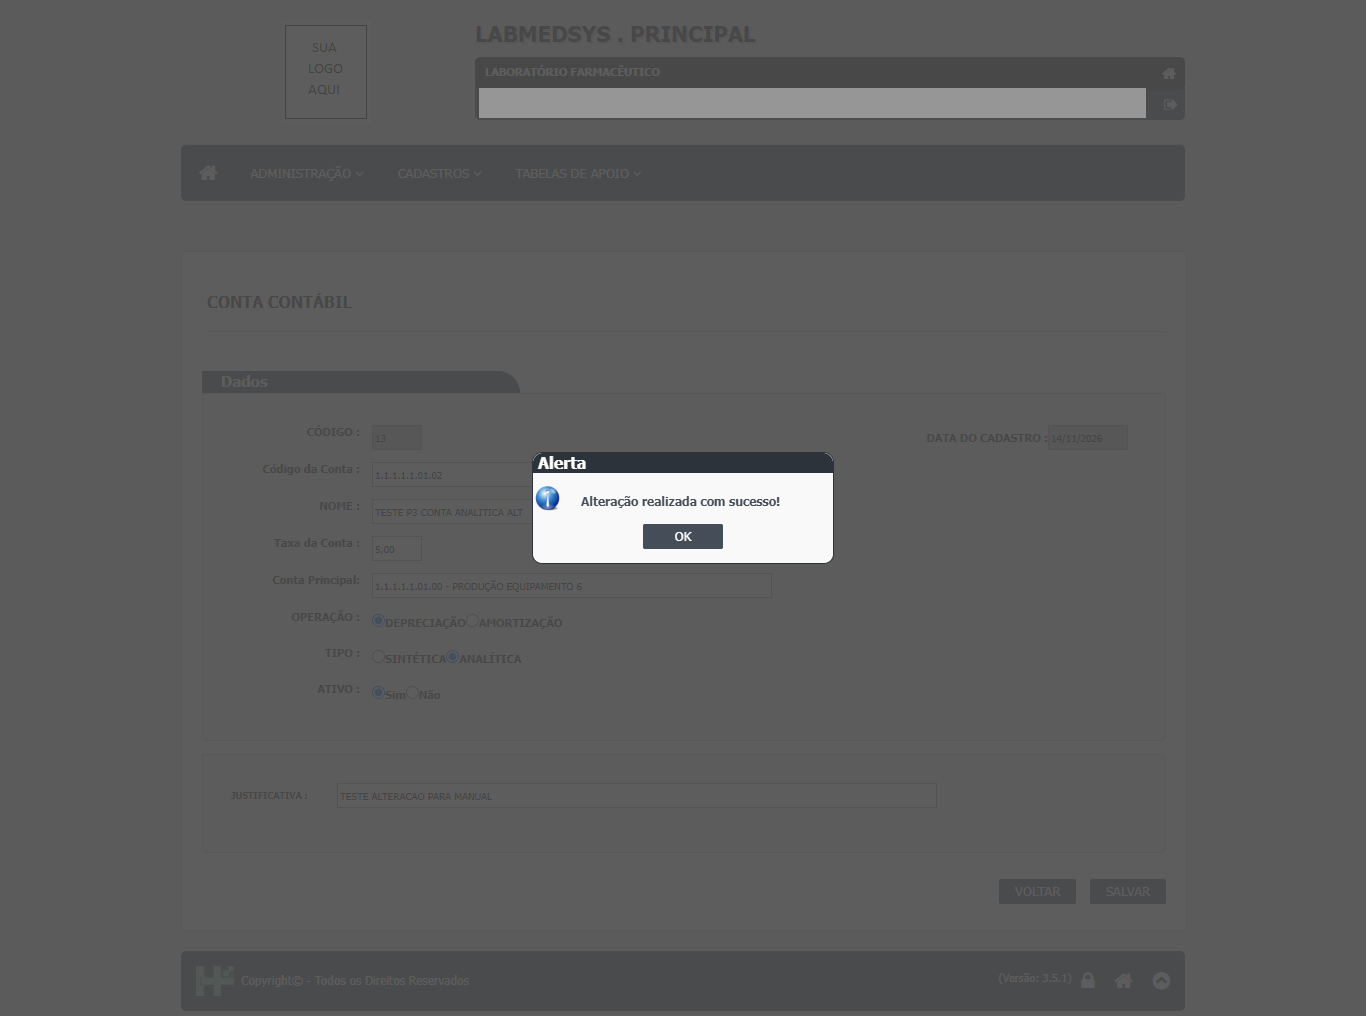 SUA
LOGO
AQUI
LABMEDSYS . PRINCIPAL
LABORATÓRIO FARMACÊUTICO
ADMINISTRAÇÃO
CADASTROS
TABELAS DE APOIO
CONTA CONTÁBIL
Dados
CÓDIGO : 13
DATA DO CADASTRO : 14/11/2026
Código da Conta : 1.1.1.1.1.01.02
NOME : TESTE P3 CONTA ANALITICA ALT
Taxa da Conta : 5,00
Conta Principal: 1.1.1.1.1.01.00 - PRODUÇÃO EQUIPAMENTO 6
OPERAÇÃO : DEPRECIAÇÃO AMORTIZAÇÃO
TIPO : SINTÉTICA ANALÍTICA
ATIVO : Sim Não
Alerta
Alteração realizada com sucesso!
OK
JUSTIFICATIVA : TESTE ALTERACAO PARA MANUAL
VOLTAR
SALVAR
Copyright© - Todos os Direitos Reservados
(Versão: 3.5.1)